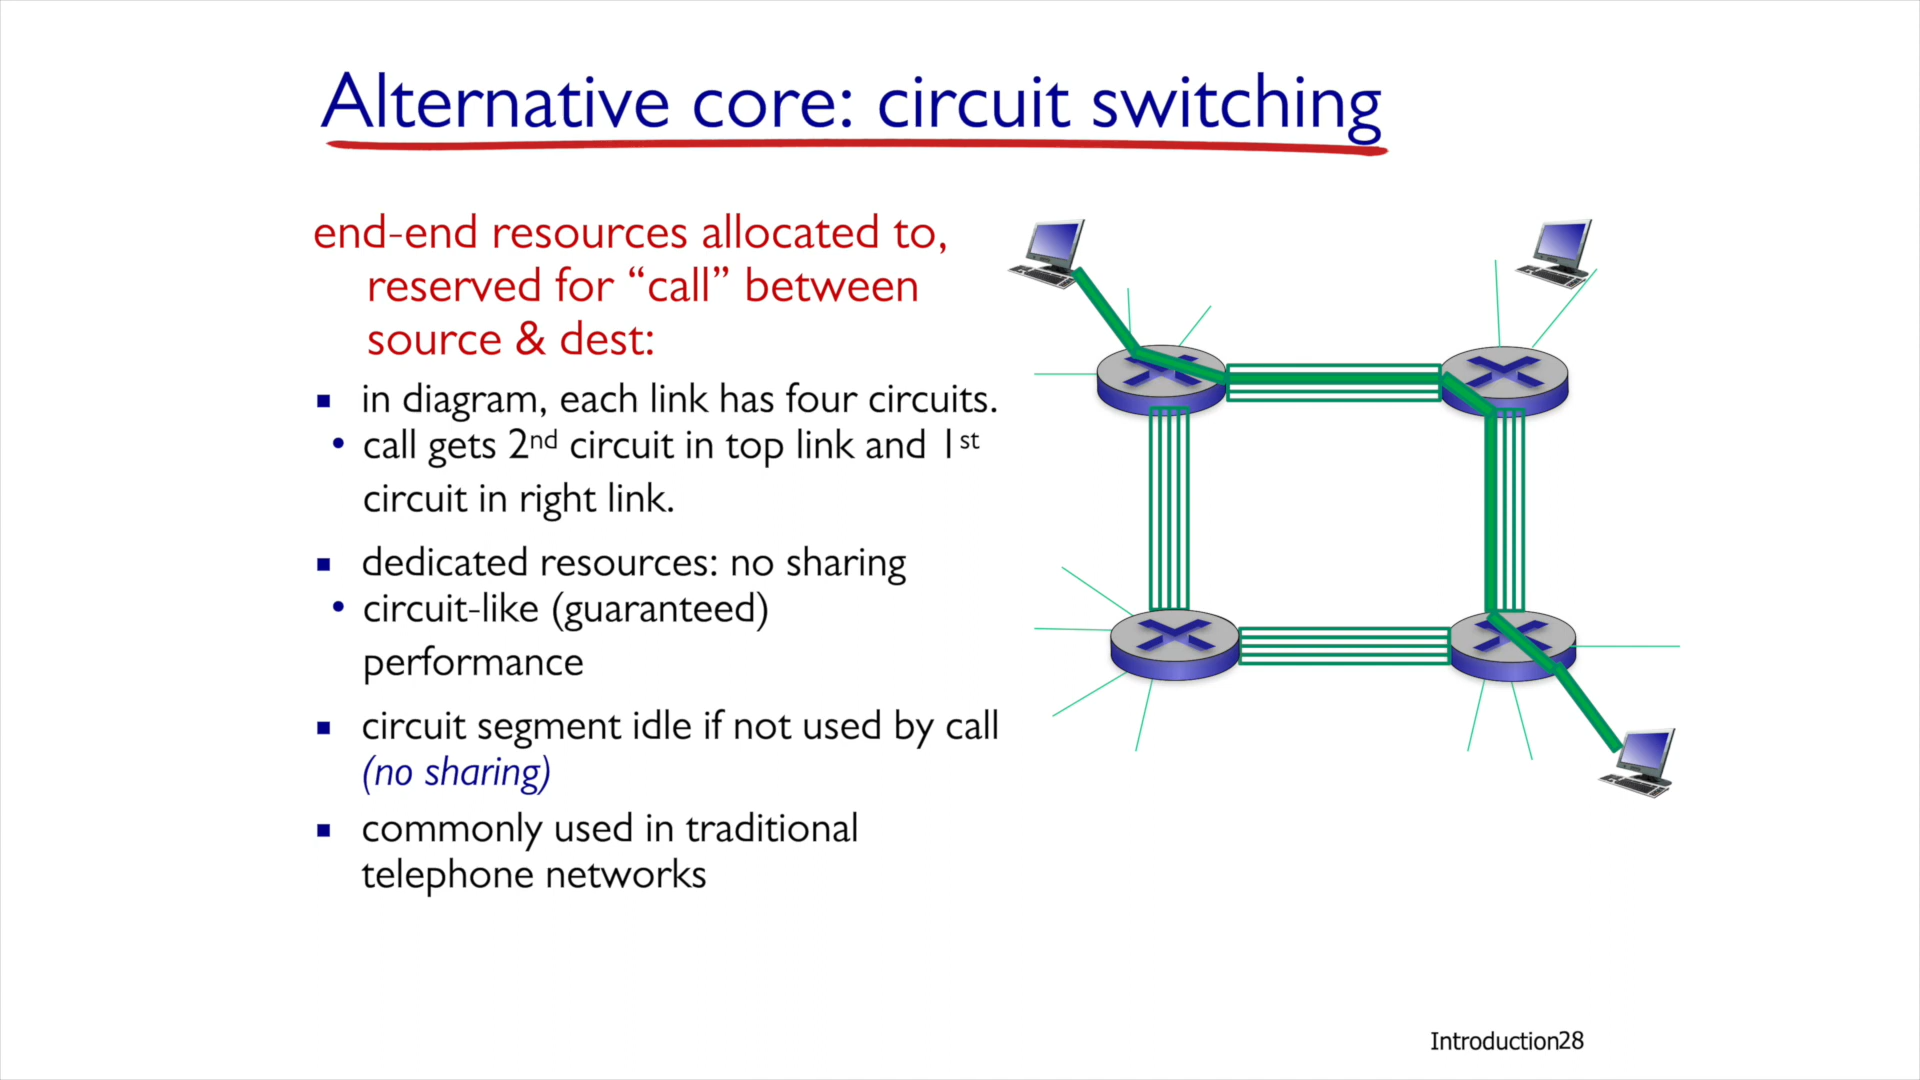 Alternative core: circuit switching
end-end resources allocated to,
reserved for “call” between
source & dest:
▪ in diagram, each link has four circuits.
• call gets 2nd circuit in top link and 1st
circuit in right link.
▪ dedicated resources: no sharing
• circuit-like (guaranteed)
performance
▪ circuit segment idle if not used by call
(no sharing)
▪ commonly used in traditional
telephone networks
Introduction28